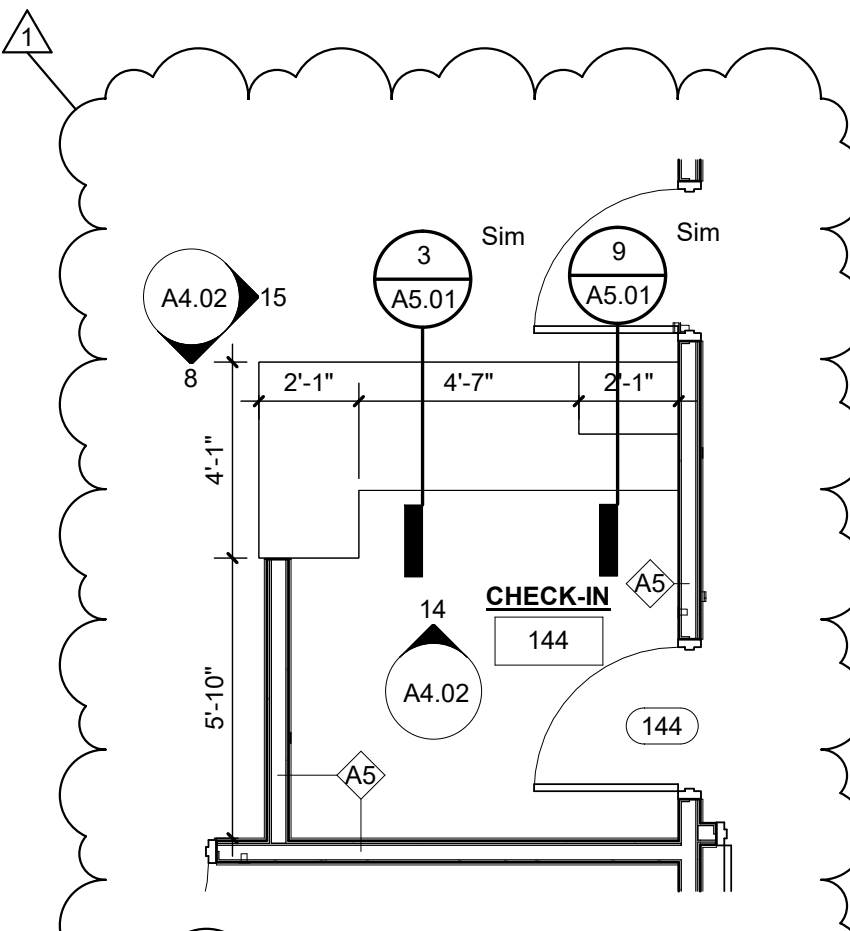 1
3
A5.01
Sim
9
A5.01
Sim
A4.02
15
8
2'-1"
4'-7"
2'-1"
4'-1"
A5
CHECK-IN
144
14
A4.02
5'-10"
144
A5